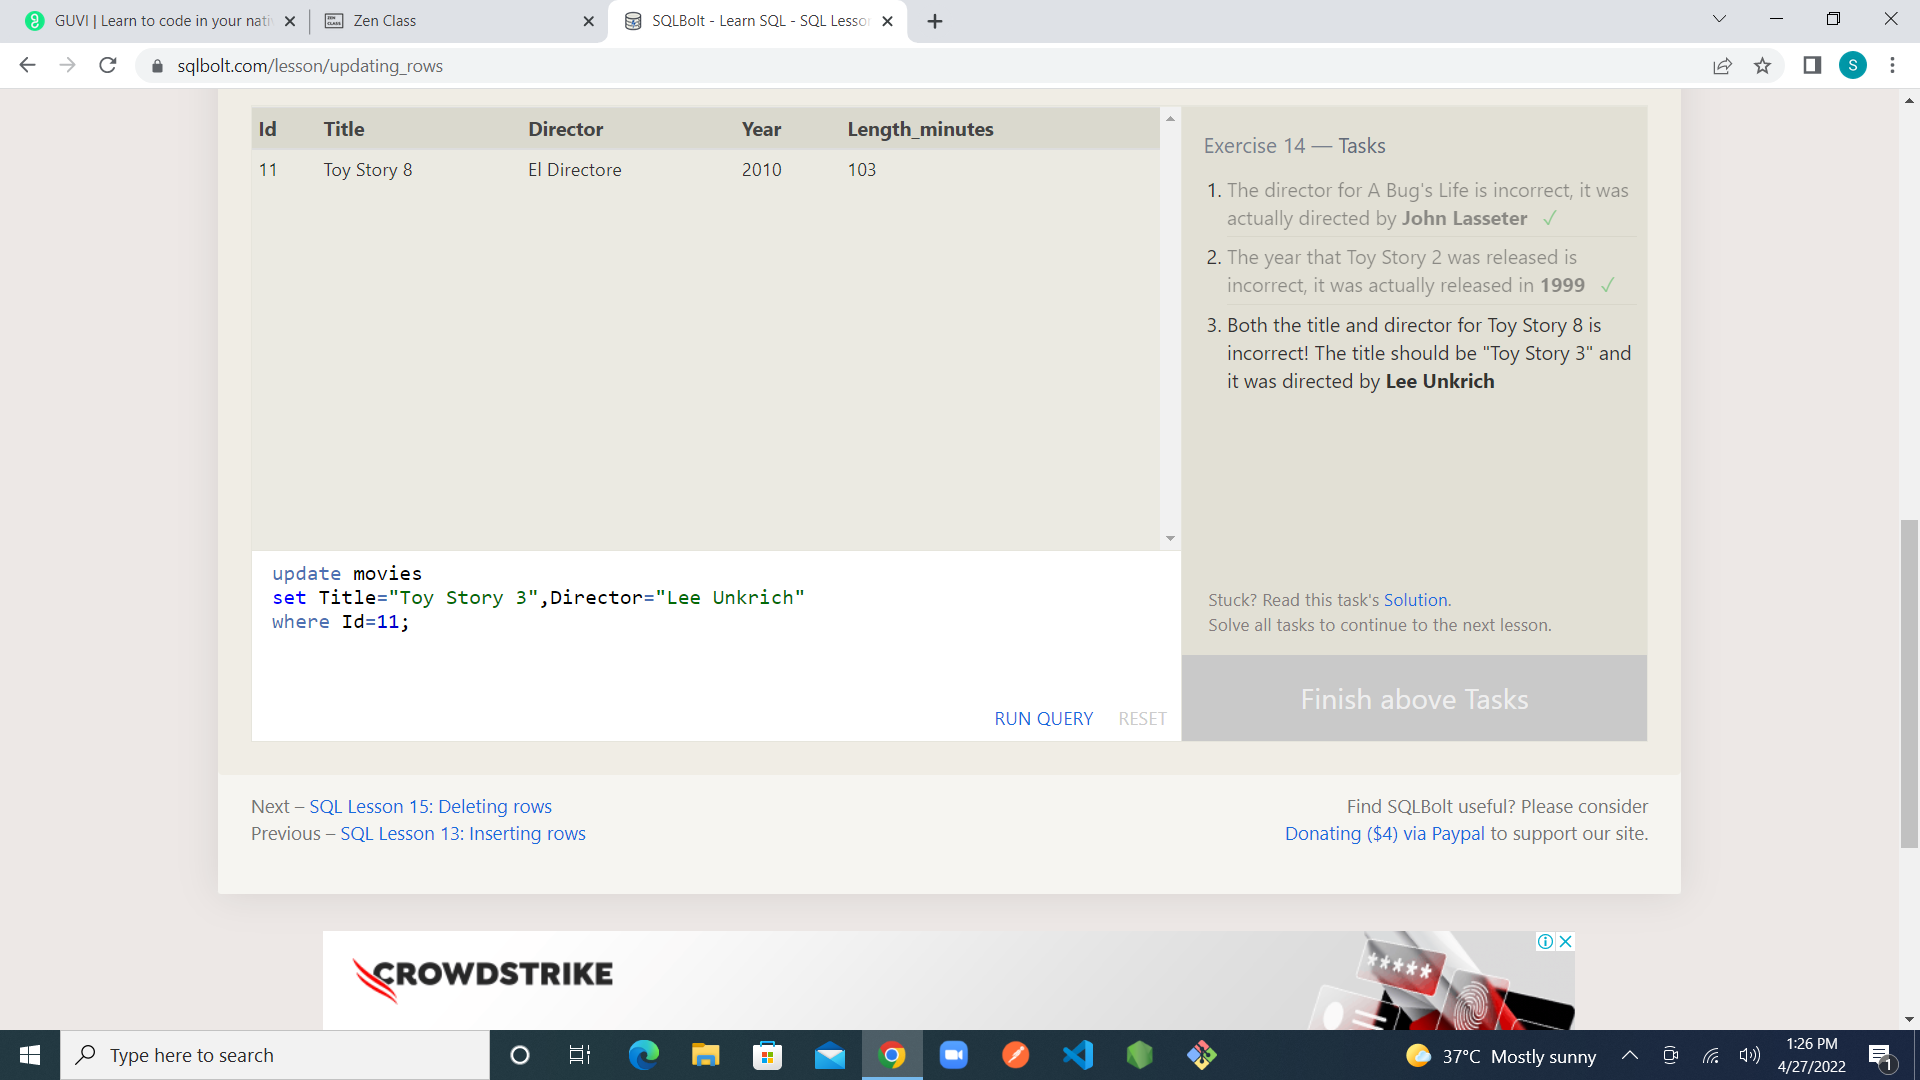 GUVI | Learn to code in your nati
Zen Class
SQLBolt - Learn SQL - SQL Lesson
sqlbolt.com/lesson/updating_rows
S
Id Title Director Year Length_minutes
11 Toy Story 8 El Directore 2010 103
Exercise 14 — Tasks
1. The director for A Bug's Life is incorrect, it was
actually directed by John Lasseter ✓
2. The year that Toy Story 2 was released is
incorrect, it was actually released in 1999 ✓
3. Both the title and director for Toy Story 8 is
incorrect! The title should be "Toy Story 3" and
it was directed by Lee Unkrich
update movies
set Title="Toy Story 3",Director="Lee Unkrich"
where Id=11;
RUN QUERY RESET
Stuck? Read this task's Solution.
Solve all tasks to continue to the next lesson.
Finish above Tasks
Next – SQL Lesson 15: Deleting rows
Previous – SQL Lesson 13: Inserting rows
Find SQLBolt useful? Please consider
Donating ($4) via Paypal to support our site.
CROWDSTRIKE
*****
Type here to search
37°C Mostly sunny
1:26 PM
4/27/2022
1